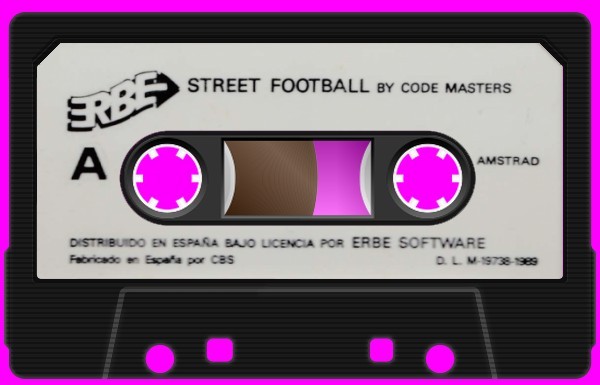 ERBE
STREET FOOTBALL BY CODE MASTERS
A
AMSTRAD
DISTRIBUIDO EN ESPAÑA BAJO LICENCIA POR ERBE SOFTWARE
Fabricado en España por CBS D. L. M-19738-1989